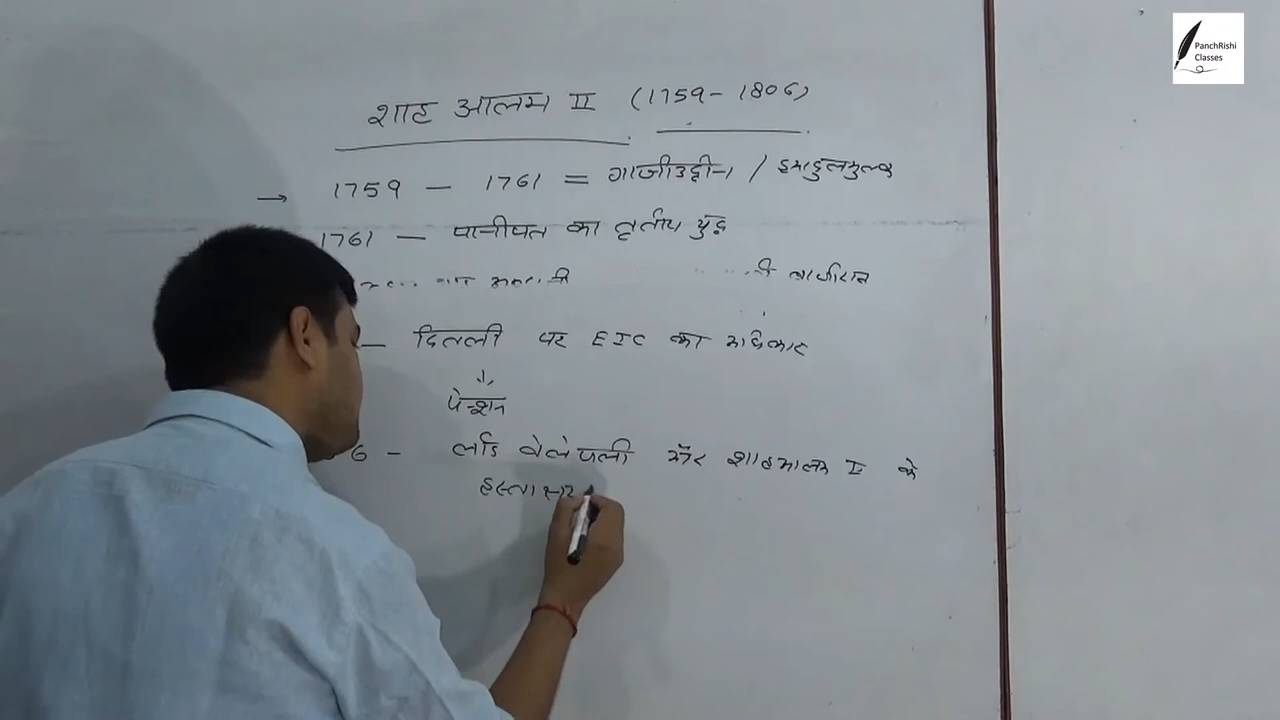 PanchRishi
Classes
शाह आलम II (1759-1806)
→ 1759 – 1761 = गाजीउद्दीन / इमादुलमुल्क
1761 – पानीपत का तृतीय युद्ध
– दिल्ली पर EIC का अधिकार
↓
पेन्शन
6 – लॉर्ड वेलेजली और शाहआलम II के
हस्ताक्षर